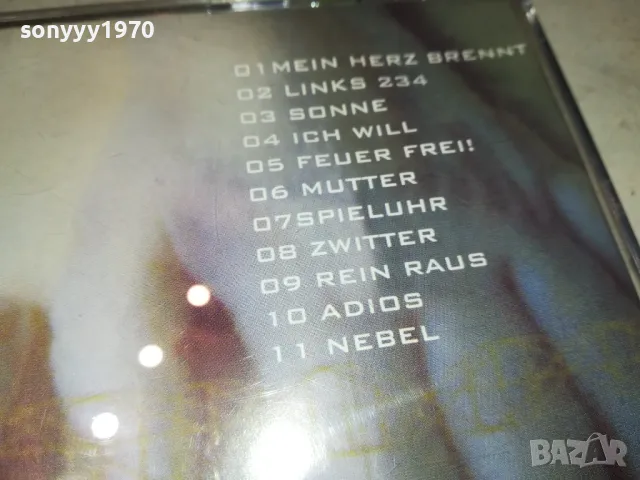 sonyyy1970
01MEIN HERZ BRENNT
02 LINKS 234
03 SONNE
04 ICH WILL
05 FEUER FREI!
06 MUTTER
07SPIELUHR
08 ZWITTER
09 REIN RAUS
10 ADIOS
11 NEBEL
BAZAR